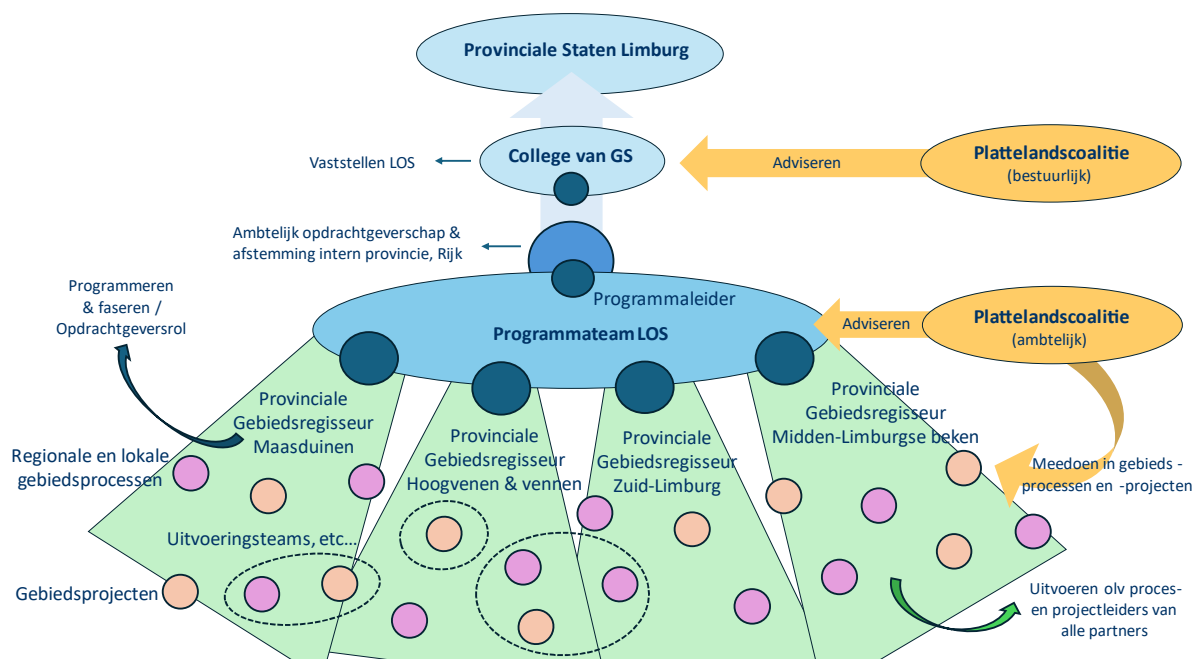 Provinciale Staten Limburg
College van GS
Vaststellen LOS
Adviseren
Plattelandscoalitie
(bestuurlijk)
Ambtelijk opdrachtgeverschap &
afstemming intern provincie, Rijk
Programmeren
& faseren /
Opdrachtgeversrol
Programmaleider
Programmateam LOS
Adviseren
Plattelandscoalitie
(ambtelijk)
Provinciale
Gebiedsregisseur
Maasduinen
Provinciale
Gebiedsregisseur
Hoogvenen & vennen
Provinciale
Gebiedsregisseur
Zuid-Limburg
Provinciale
Gebiedsregisseur
Midden-Limburgse beken
Regionale en lokale
gebiedsprocessen
Meedoen in gebieds -
processen en -projecten
Uitvoeringsteams, etc...
Gebiedsprojecten
Uitvoeren olv proces-
en projectleiders van
alle partners